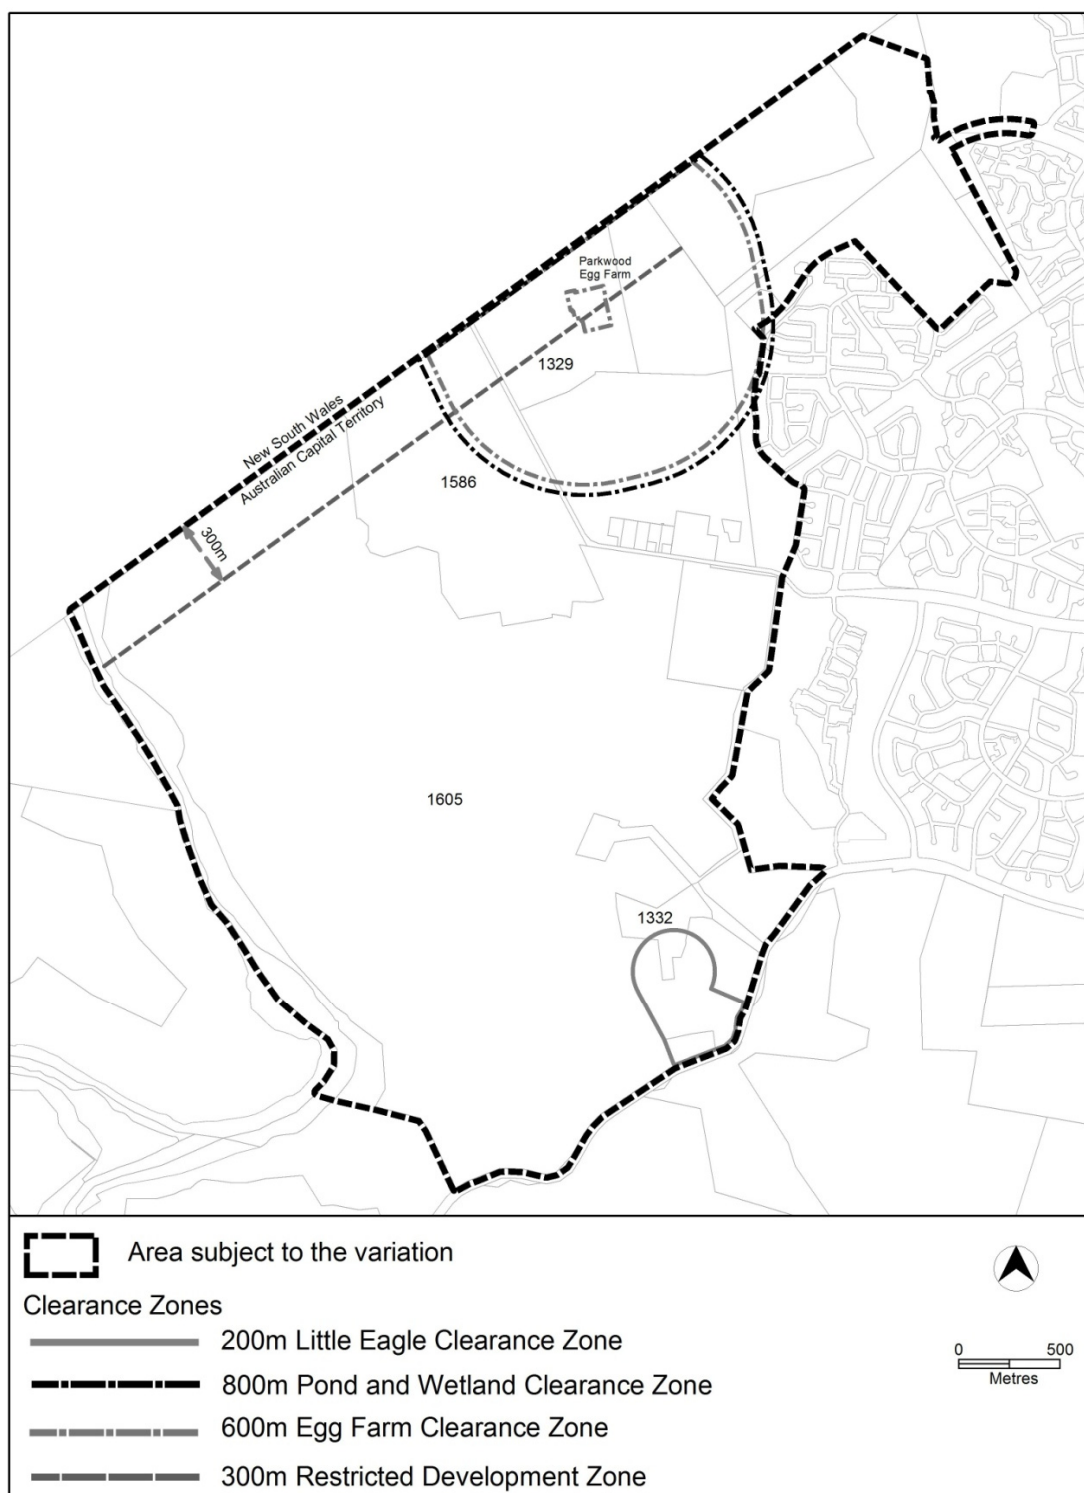 Parkwood
Egg Farm
1329
New South Wales
Australian Capital Territory
1586
300m
1605
1332
Area subject to the variation
Clearance Zones
200m Little Eagle Clearance Zone
800m Pond and Wetland Clearance Zone
600m Egg Farm Clearance Zone
300m Restricted Development Zone
0 500
Metres